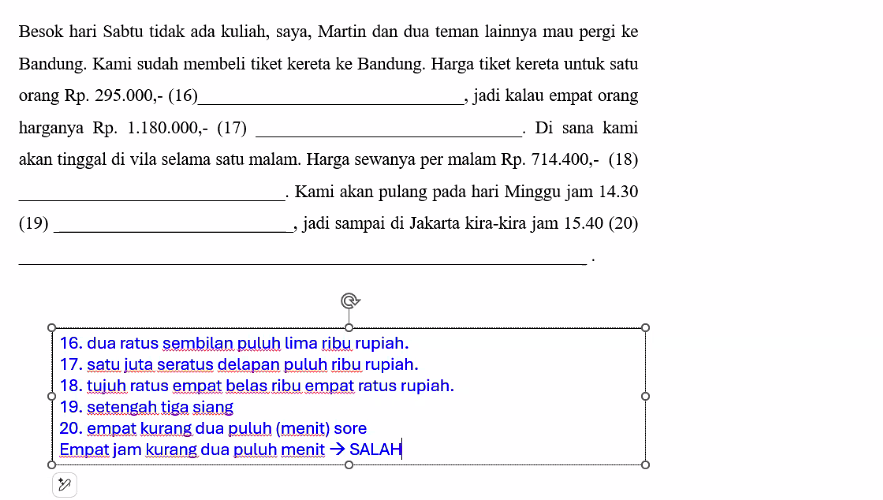 Besok hari Sabtu tidak ada kuliah, saya, Martin dan dua teman lainnya mau pergi ke
Bandung. Kami sudah membeli tiket kereta ke Bandung. Harga tiket kereta untuk satu
orang Rp. 295.000,- (16)______________________________, jadi kalau empat orang
harganya Rp. 1.180.000,- (17) ______________________________. Di sana kami
akan tinggal di vila selama satu malam. Harga sewanya per malam Rp. 714.400,- (18)
______________________________. Kami akan pulang pada hari Minggu jam 14.30
(19) ___________________________, jadi sampai di Jakarta kira-kira jam 15.40 (20)
________________________________________________________________ .
16. dua ratus sembilan puluh lima ribu rupiah.
17. satu juta seratus delapan puluh ribu rupiah.
18. tujuh ratus empat belas ribu empat ratus rupiah.
19. setengah tiga siang
20. empat kurang dua puluh (menit) sore
Empat jam kurang dua puluh menit → SALAH